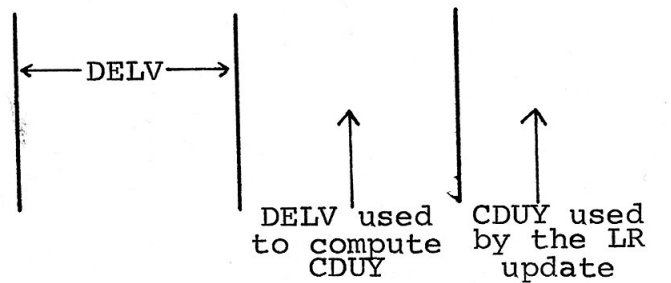 DELV
DELV used
to compute
CDUY
CDUY used
by the LR
update